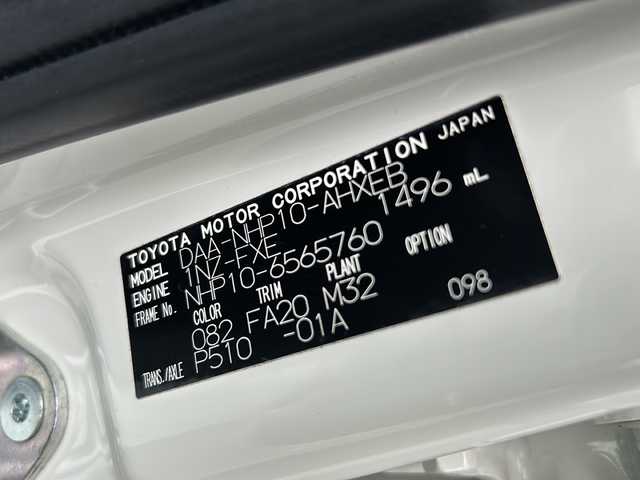 TOYOTA MOTOR CORPORATION JAPAN
MODEL DAA-NHP10-AHXEB
ENGINE 1NZ-FXE 1496 mL
FRAME No. NHP10-6565760
COLOR TRIM PLANT OPTION
082 FA20 M32 098
TRANS./AXLE P510 -01A